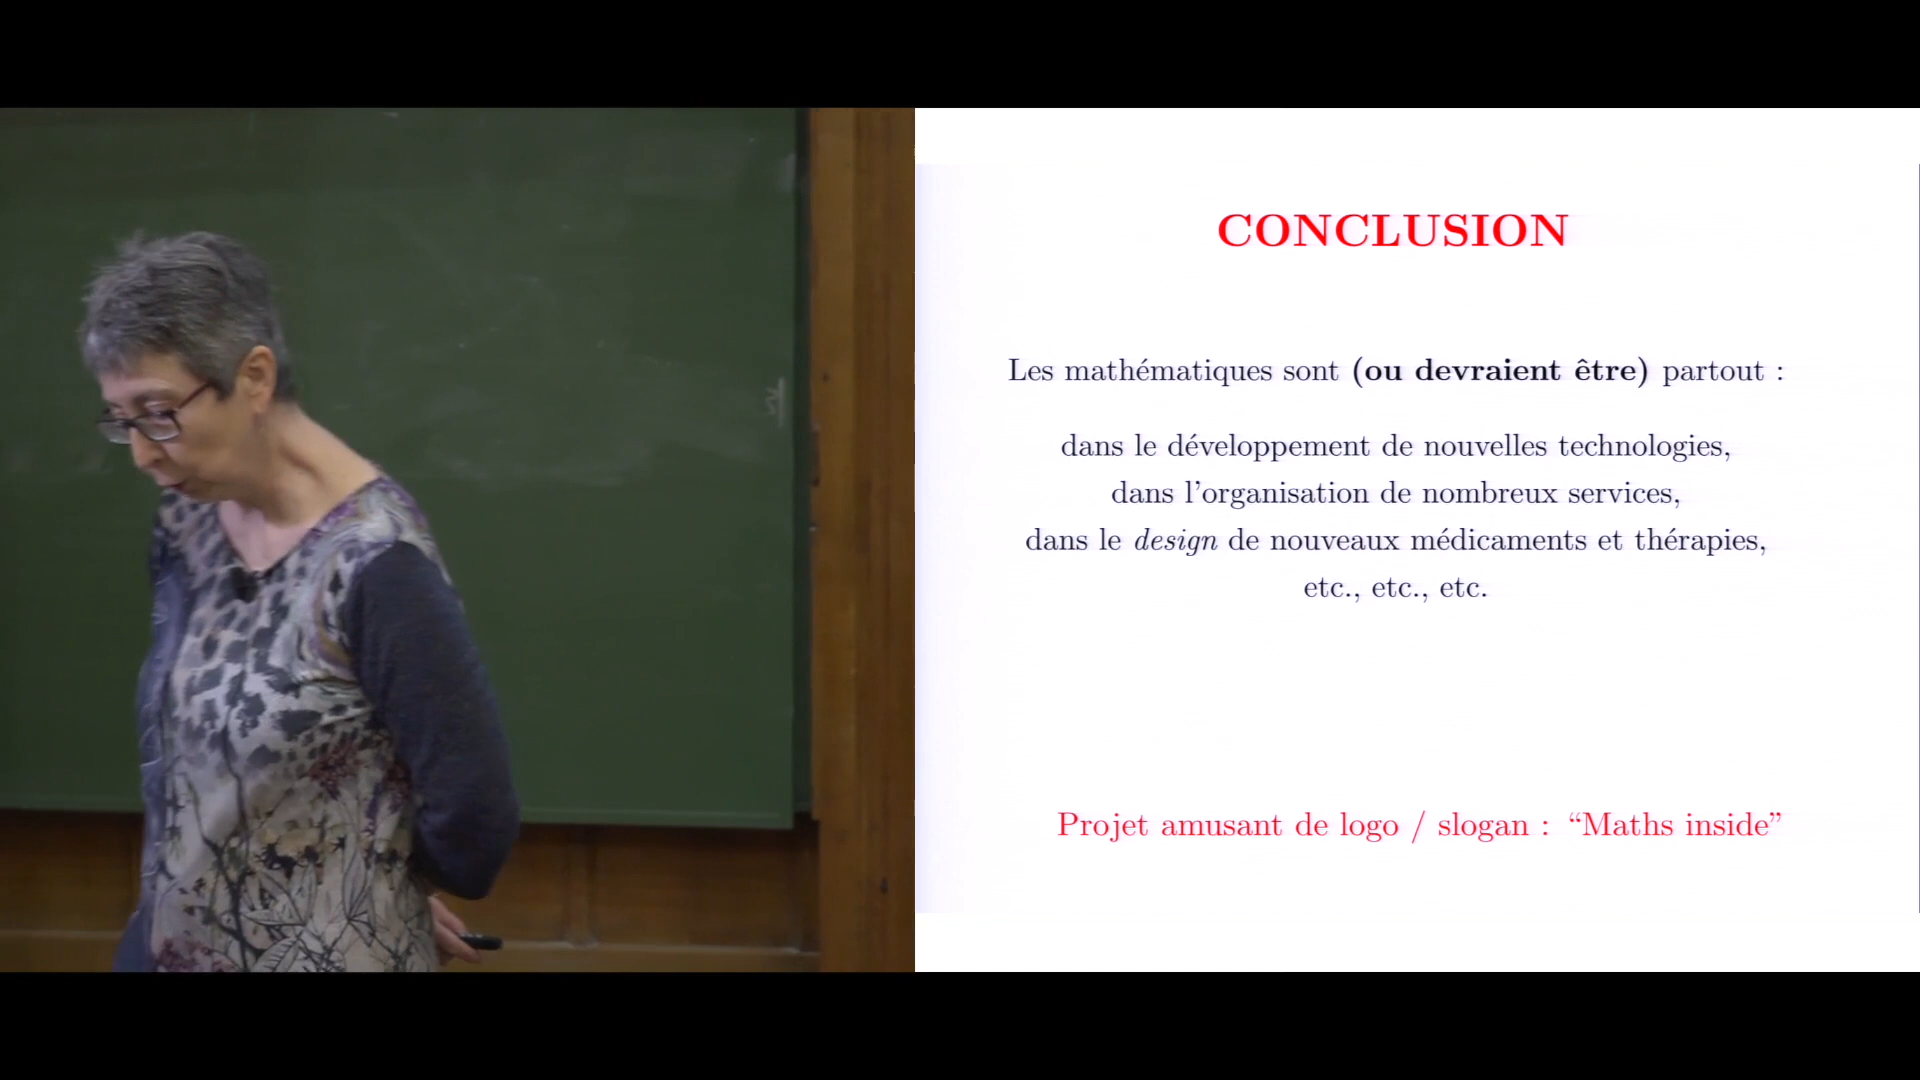 CONCLUSION
Les mathématiques sont (ou devraient être) partout :
dans le développement de nouvelles technologies,
dans l'organisation de nombreux services,
dans le design de nouveaux médicaments et thérapies,
etc., etc., etc.
Projet amusant de logo / slogan : “Maths inside”